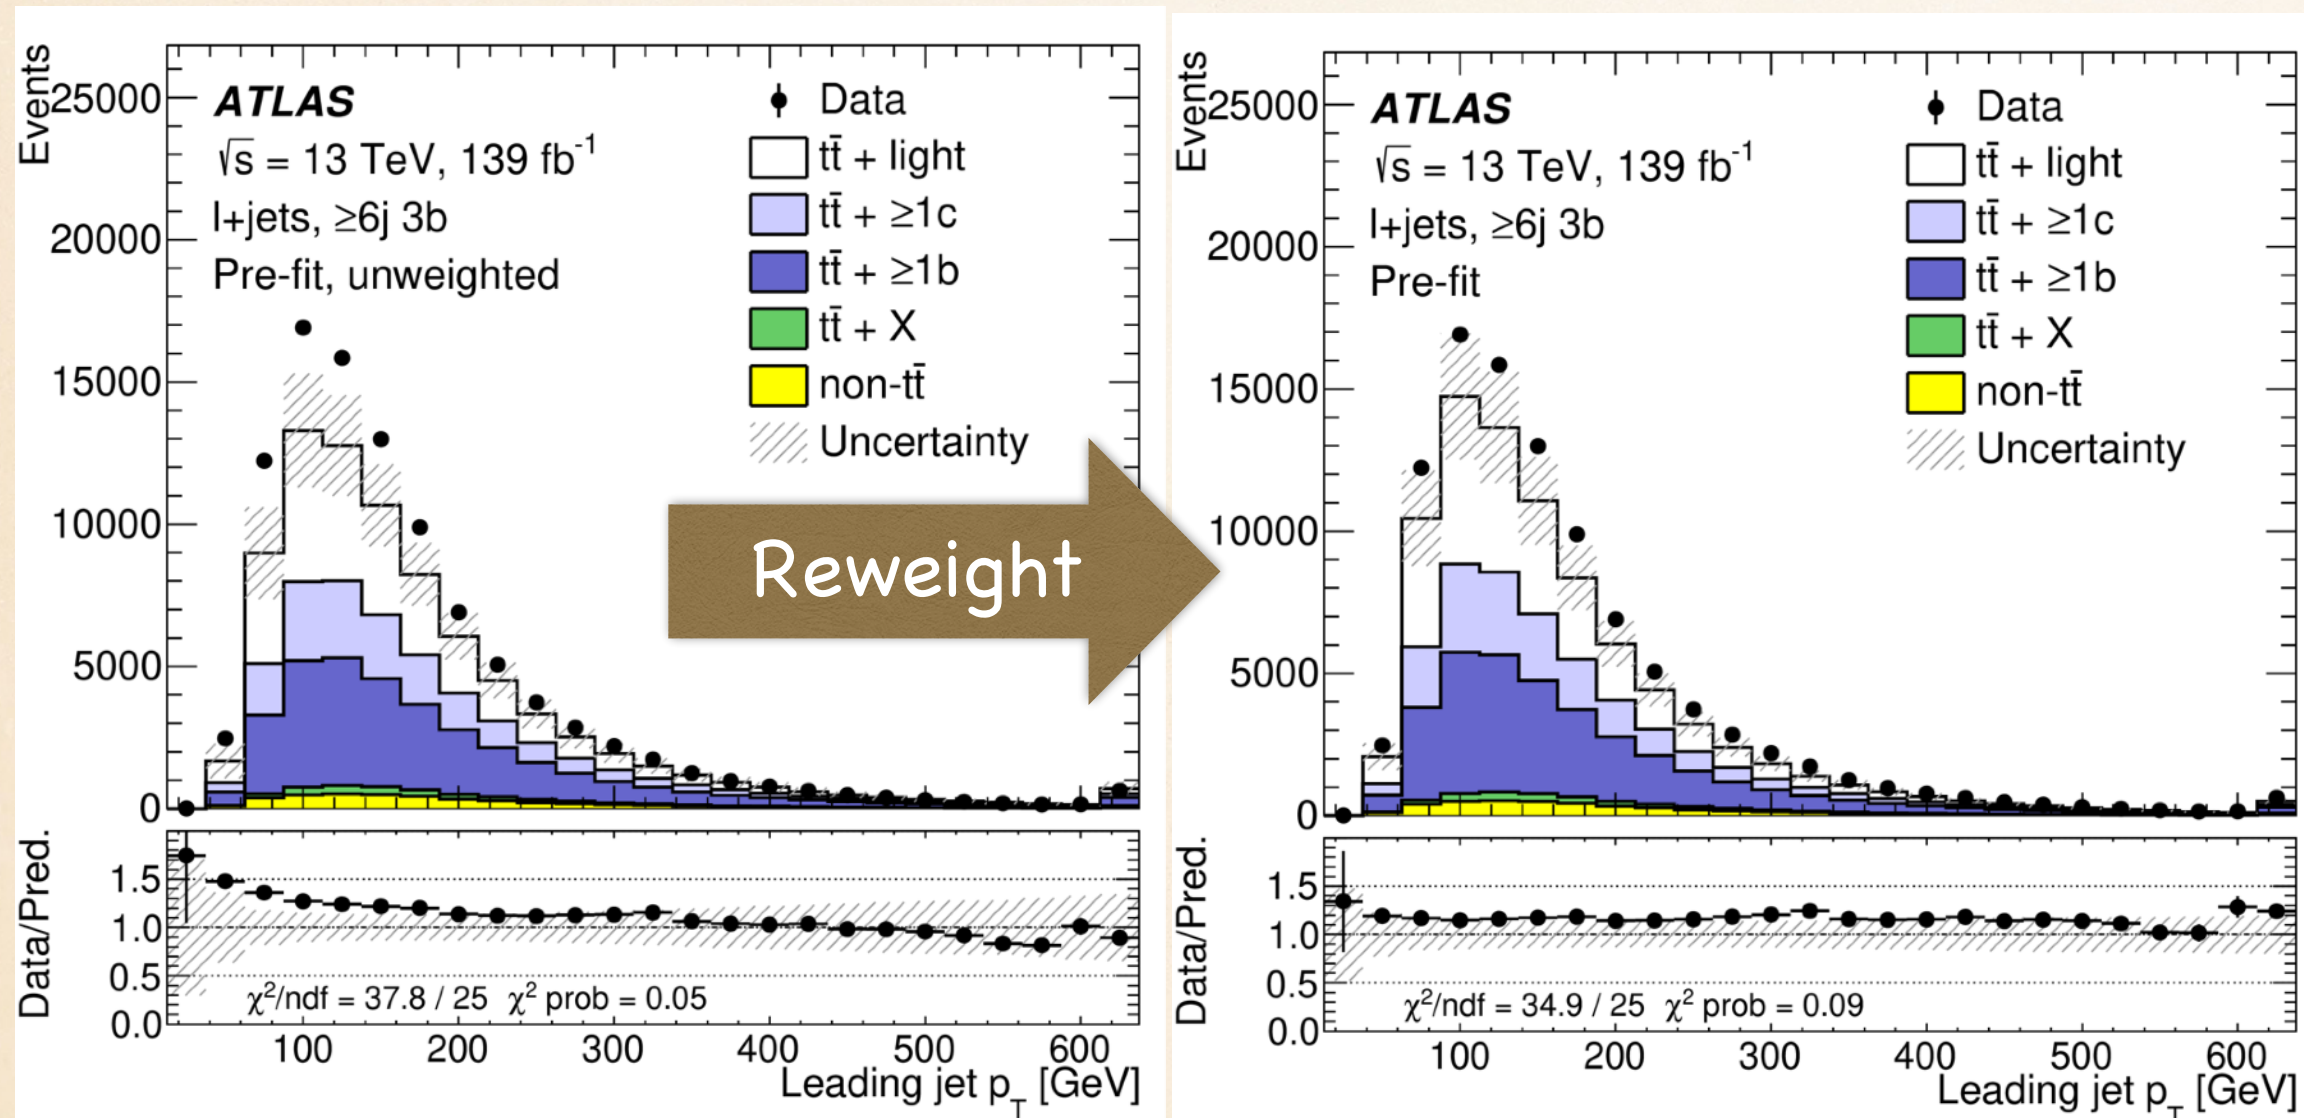 Events
25000
20000
15000
10000
5000
0
ATLAS
√s = 13 TeV, 139 fb⁻¹
l+jets, ≥6j 3b
Pre-fit, unweighted
Data
tt̄ + light
tt̄ + ≥1c
tt̄ + ≥1b
tt̄ + X
non-tt̄
Uncertainty
Data/Pred.
1.5
1.0
0.5
0.0
χ²/ndf = 37.8 / 25 χ² prob = 0.05
100 200 300 400 500 600
Leading jet p_T [GeV]
Reweight
Events
25000
20000
15000
10000
5000
0
ATLAS
√s = 13 TeV, 139 fb⁻¹
l+jets, ≥6j 3b
Pre-fit
Data
tt̄ + light
tt̄ + ≥1c
tt̄ + ≥1b
tt̄ + X
non-tt̄
Uncertainty
Data/Pred.
1.5
1.0
0.5
0.0
χ²/ndf = 34.9 / 25 χ² prob = 0.09
100 200 300 400 500 600
Leading jet p_T [GeV]